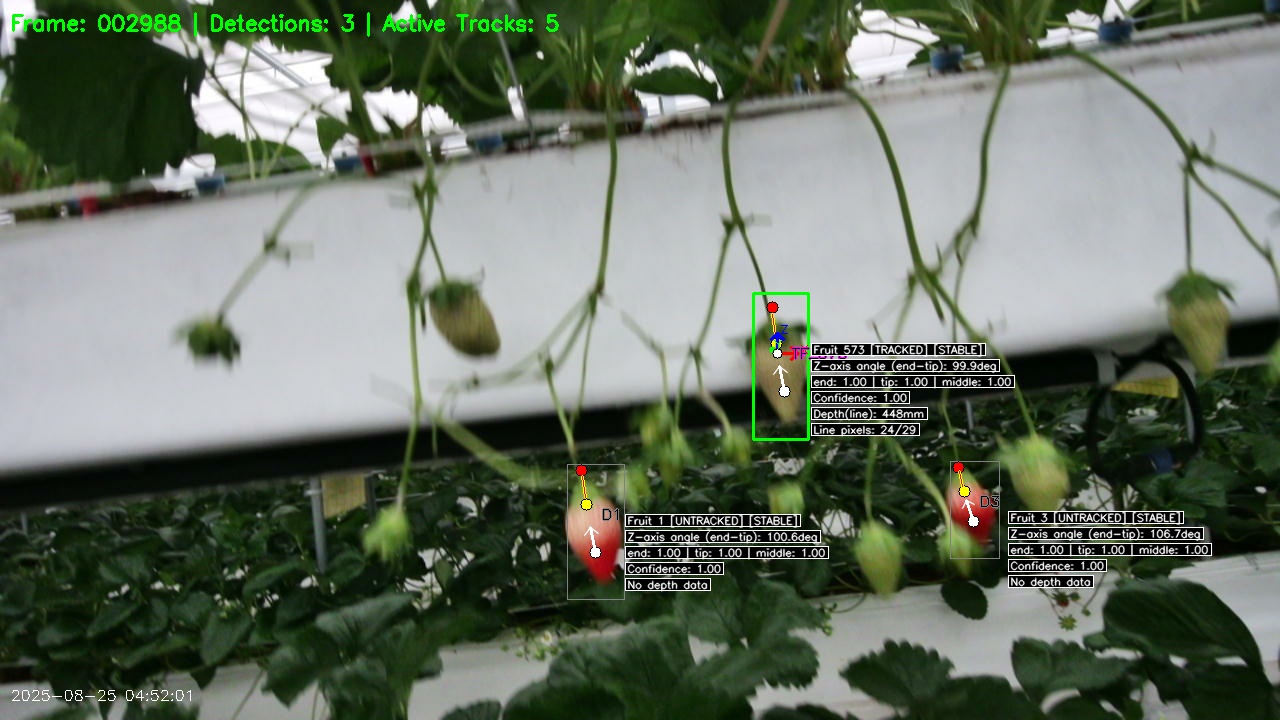 Frame: 002988 | Detections: 3 | Active Tracks: 5
Z
Fruit 573 [TRACKED] [STABLE]
Z-axis angle (end-tip): 99.9deg
end: 1.00 | tip: 1.00 | middle: 1.00
Confidence: 1.00
Depth(line): 448mm
Line pixels: 24/29
D1
Fruit 1 [UNTRACKED] [STABLE]
Z-axis angle (end-tip): 100.6deg
end: 1.00 | tip: 1.00 | middle: 1.00
Confidence: 1.00
No depth data
D3
Fruit 3 [UNTRACKED] [STABLE]
Z-axis angle (end-tip): 106.7deg
end: 1.00 | tip: 1.00 | middle: 1.00
Confidence: 1.00
No depth data
2025-08-25 04:52:01